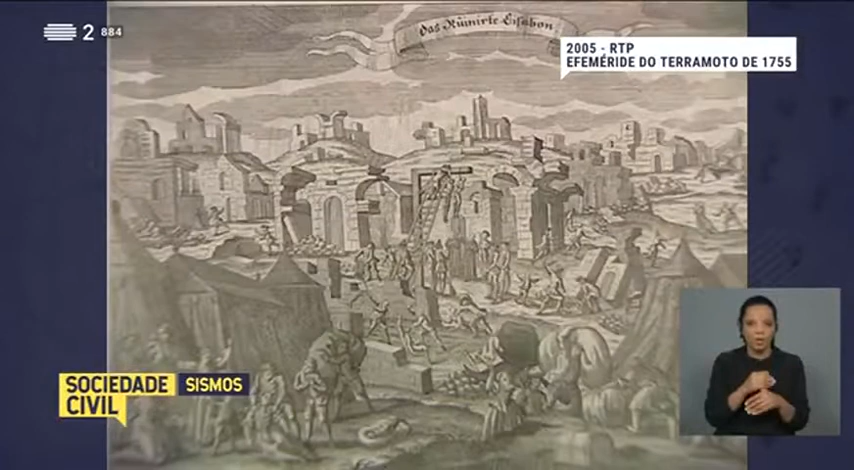 2 884
das Ruinirte Lissabon
2005 - RTP
EFEMÉRIDE DO TERRAMOTO DE 1755
SOCIEDADE
CIVIL
SISMOS